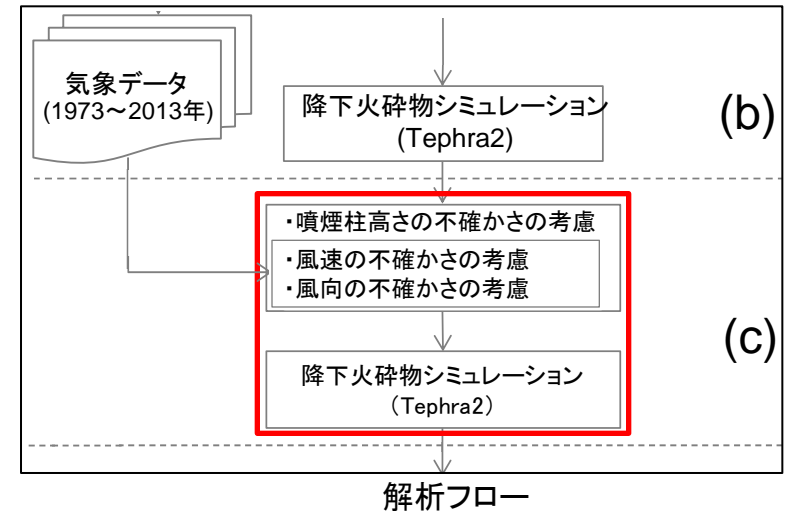 気象データ
(1973～2013年)
降下火砕物シミュレーション
(Tephra2)
(b)
・噴煙柱高さの不確かさの考慮
・風速の不確かさの考慮
・風向の不確かさの考慮
降下火砕物シミュレーション
（Tephra2）
(c)
解析フロー